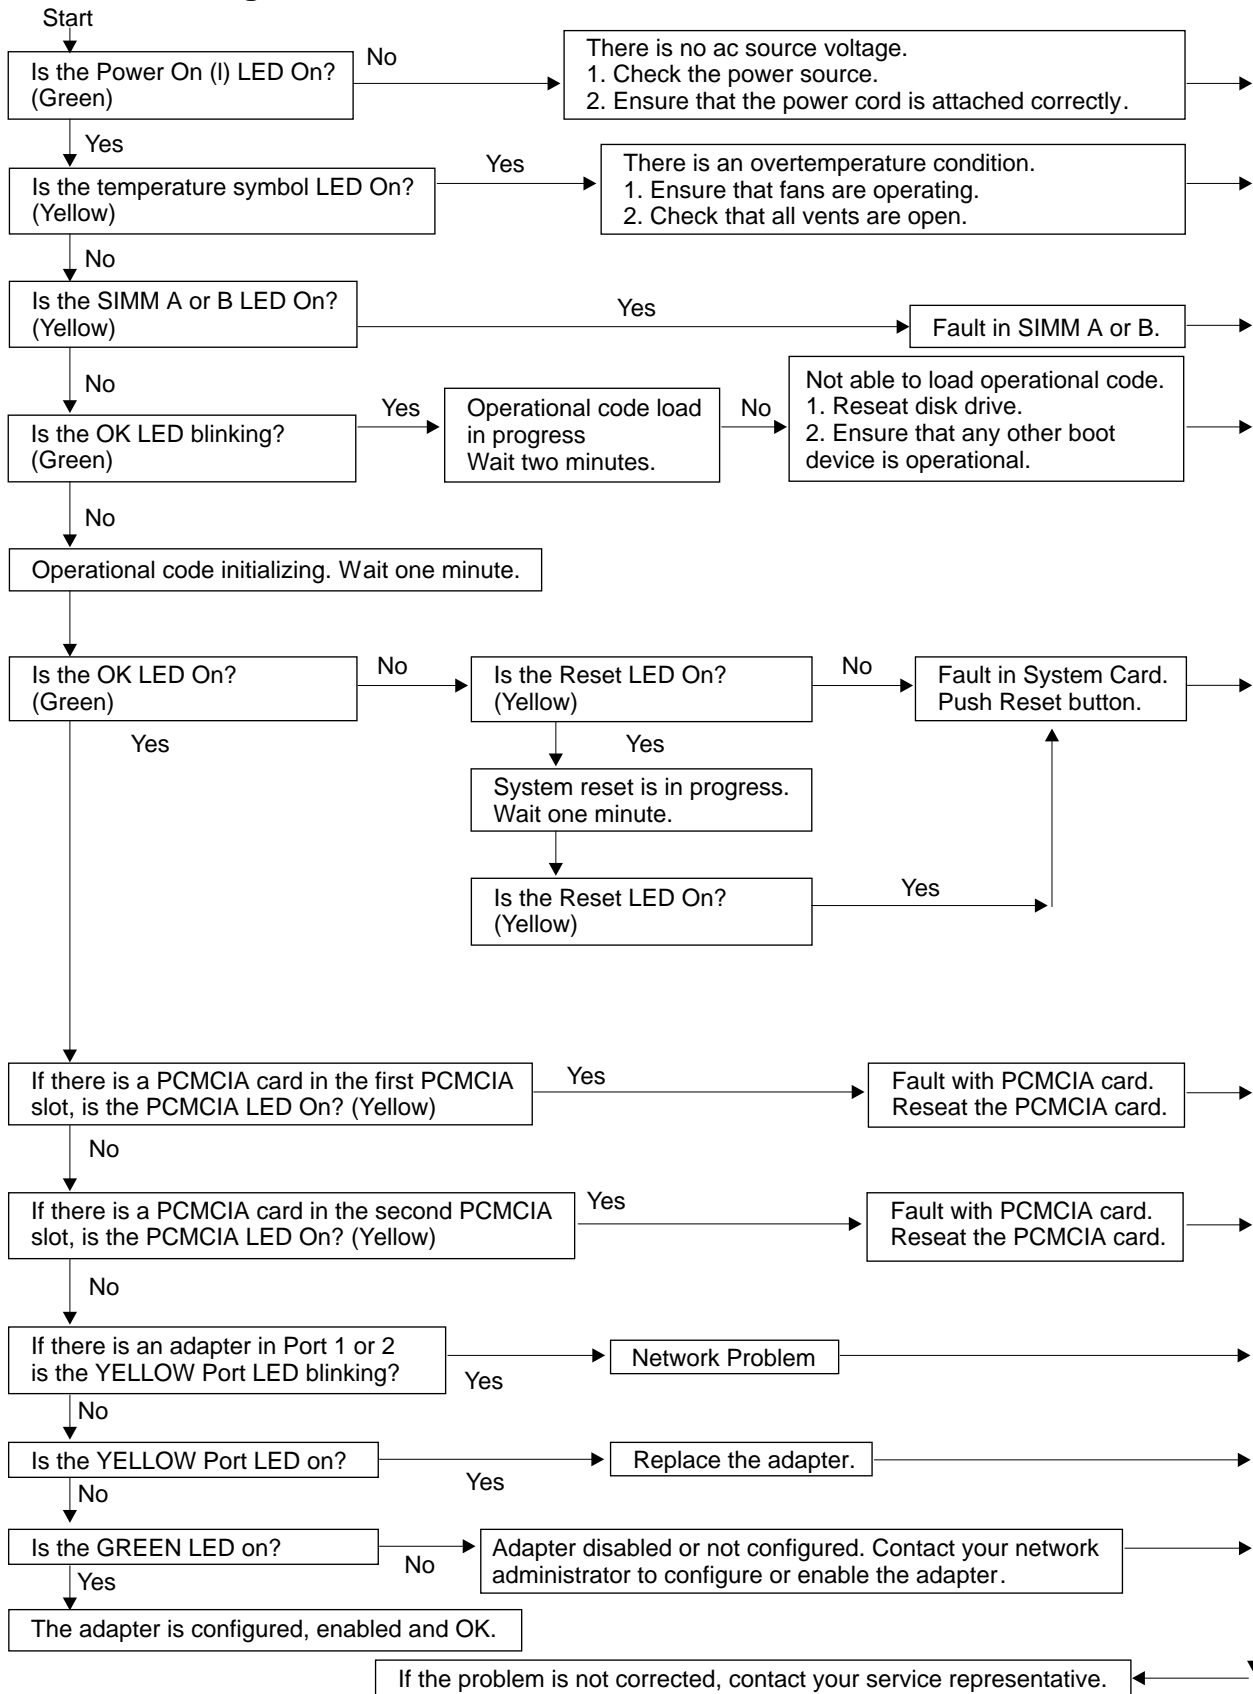 Start
Is the Power On (l) LED On?
(Green)
No
There is no ac source voltage.
1. Check the power source.
2. Ensure that the power cord is attached correctly.
Yes
Is the temperature symbol LED On?
(Yellow)
Yes
There is an overtemperature condition.
1. Ensure that fans are operating.
2. Check that all vents are open.
No
Is the SIMM A or B LED On?
(Yellow)
Yes
Fault in SIMM A or B.
No
Is the OK LED blinking?
(Green)
Yes
Operational code load
in progress
Wait two minutes.
No
Not able to load operational code.
1. Reseat disk drive.
2. Ensure that any other boot
device is operational.
No
Operational code initializing. Wait one minute.
Is the OK LED On?
(Green)
No
Is the Reset LED On?
(Yellow)
No
Fault in System Card.
Push Reset button.
Yes
Yes
System reset is in progress.
Wait one minute.
Is the Reset LED On?
(Yellow)
Yes
If there is a PCMCIA card in the first PCMCIA
slot, is the PCMCIA LED On? (Yellow)
Yes
Fault with PCMCIA card.
Reseat the PCMCIA card.
No
If there is a PCMCIA card in the second PCMCIA
slot, is the PCMCIA LED On? (Yellow)
Yes
Fault with PCMCIA card.
Reseat the PCMCIA card.
No
If there is an adapter in Port 1 or 2
is the YELLOW Port LED blinking?
Yes
Network Problem
No
Is the YELLOW Port LED on?
Yes
Replace the adapter.
No
Is the GREEN LED on?
No
Adapter disabled or not configured. Contact your network
administrator to configure or enable the adapter.
Yes
The adapter is configured, enabled and OK.
If the problem is not corrected, contact your service representative.